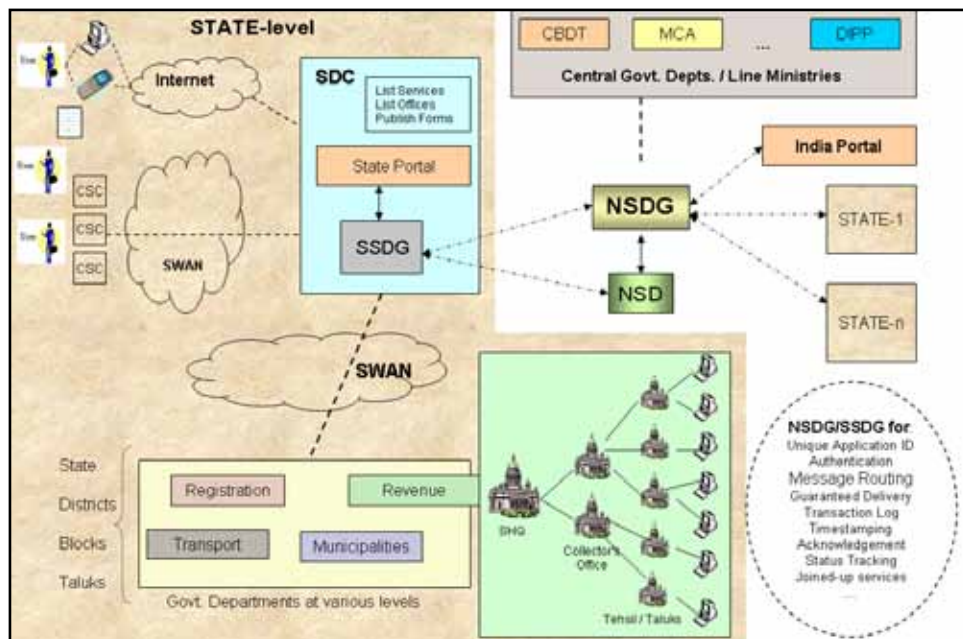 STATE-level
User
Internet
User
CSC
CSC
User
CSC
SWAN
SDC
List Services
List Offices
Publish Forms
State Portal
SSDG
CBDT
MCA
...
DIPP
Central Govt. Depts. / Line Ministries
India Portal
NSDG
STATE-1
NSD
STATE-n
SWAN
State
Districts
Blocks
Taluks
Registration
Revenue
Transport
Municipalities
Govt. Departments at various levels
SHQ
Collector's
Office
Tehsil / Taluks
NSDG/SSDG for
Unique Application ID
Authentication
Message Routing
Guaranteed Delivery
Transaction Log
Timestamping
Acknowledgement
Status Tracking
Joined-up services
....